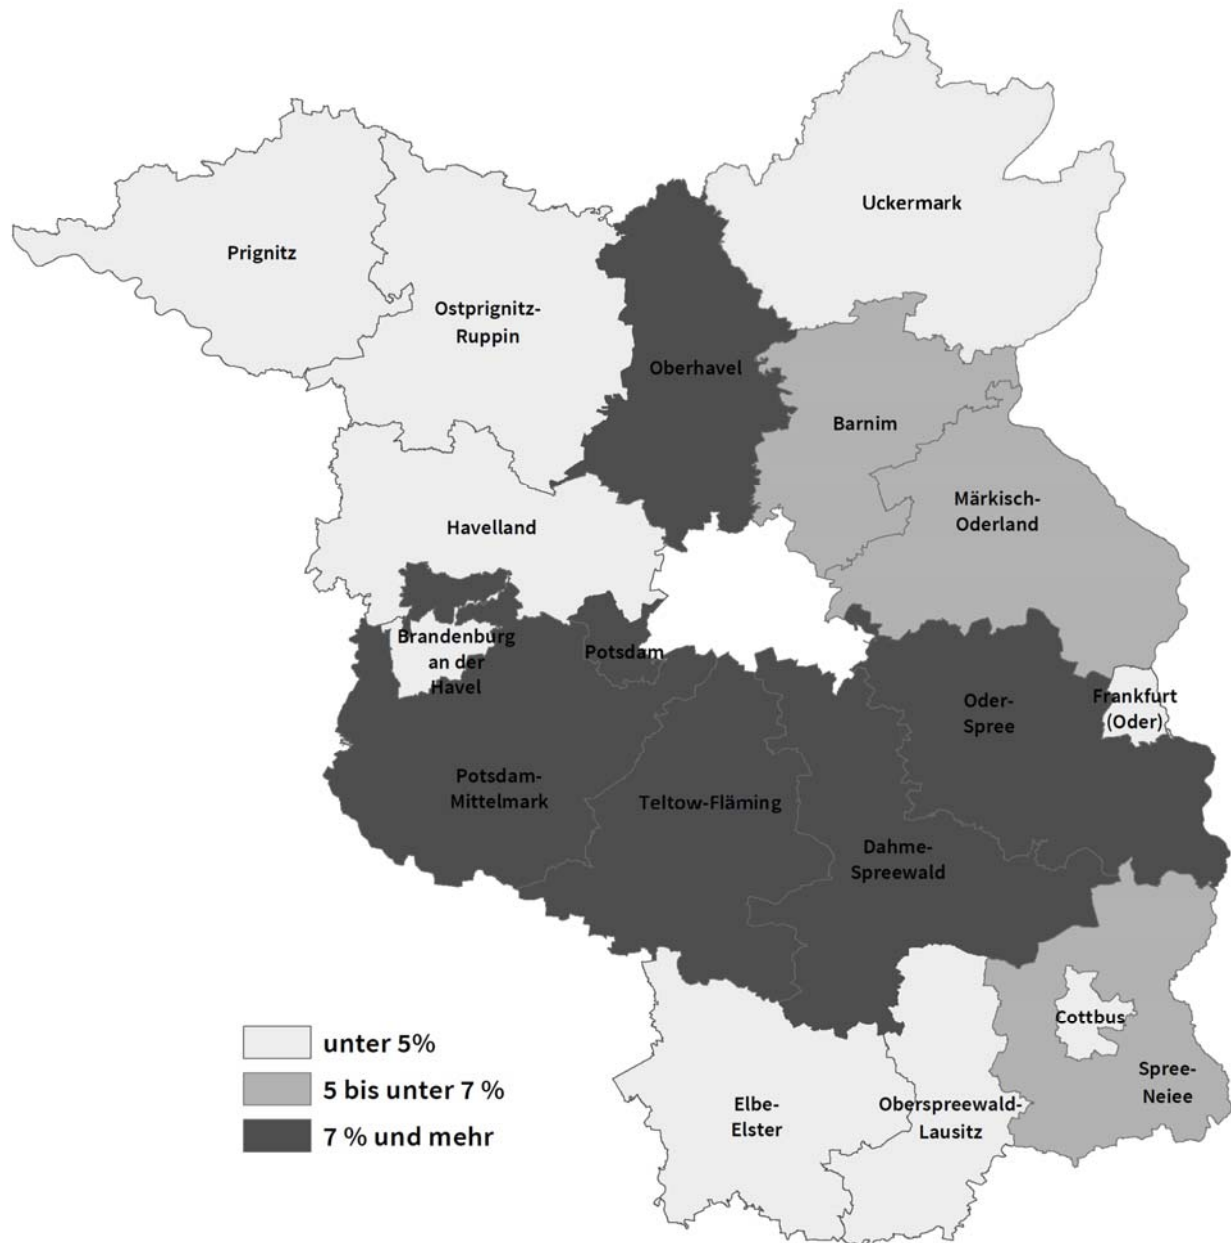 Uckermark
Prignitz
Ostprignitz-
Ruppin
Oberhavel
Barnim
Märkisch-
Oderland
Havelland
Brandenburg
an der
Havel
Potsdam
Oder-
Spree
Frankfurt
(Oder)
Potsdam-
Mittelmark
Teltow-Fläming
Dahme-
Spreewald
Cottbus
Spree-
Neiee
Elbe-
Elster
Oberspreewald-
Lausitz
unter 5%
5 bis unter 7 %
7 % und mehr